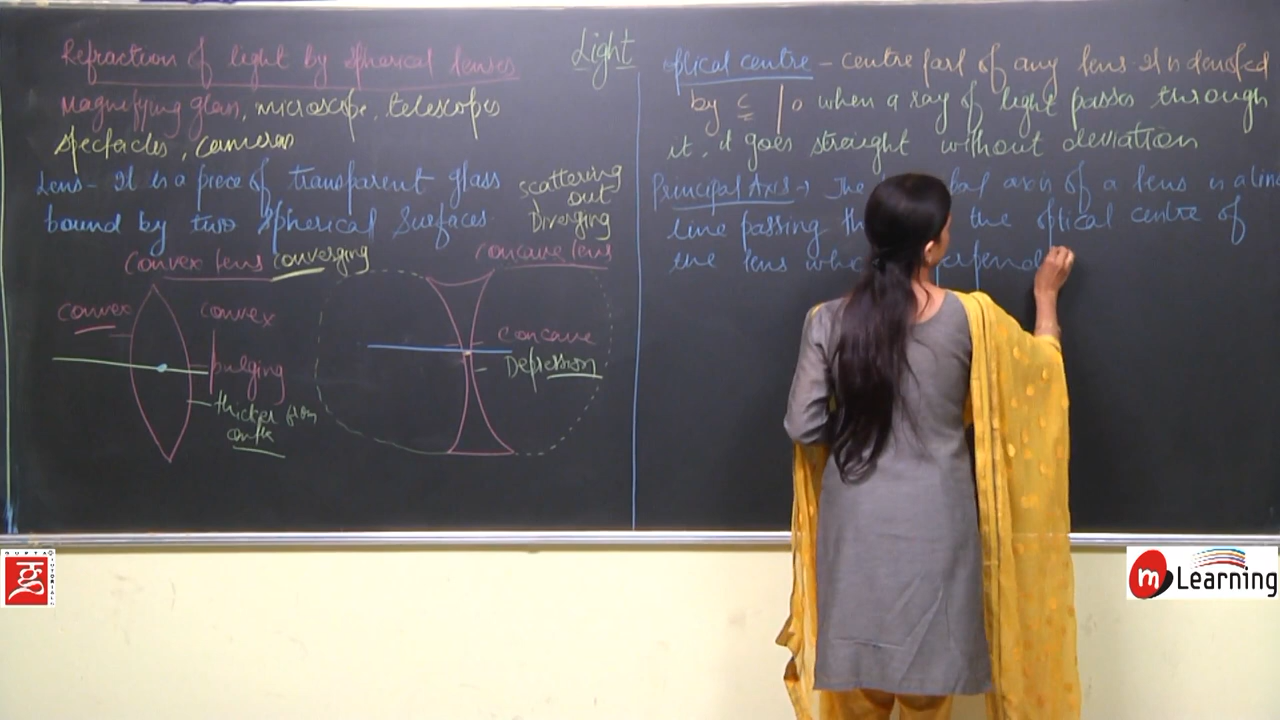 Light
Refraction of light by spherical lenses
Magnifying glass, microscope, telescopes
Spectacles, cameras
Lens - It is a piece of transparent glass
bound by two spherical surfaces.
scattering
out
Diverging
Convex lens converging
concave lens
convex
convex
bulging
thicker from
concave
Depression
optical centre - centre part of any lens. It is denoted
by c | o when a ray of light passes through
it, it goes straight without deviation
Principal Axis → The axis of a lens is a line
line passing the optical centre of
the lens
GUPTA TUTORIALS
m Learning